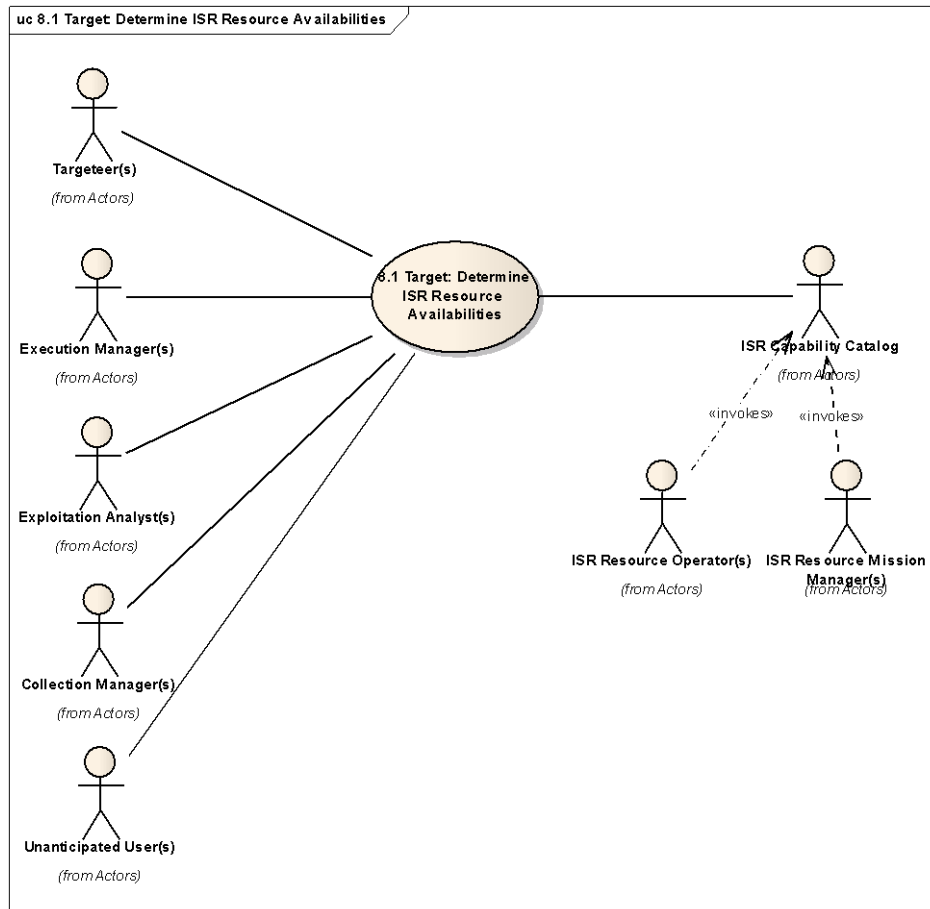 uc 8.1 Target: Determine ISR Resource Availabilities
Targeteer(s)
(from Actors)
Execution Manager(s)
(from Actors)
Exploitation Analyst(s)
(from Actors)
Collection Manager(s)
(from Actors)
Unanticipated User(s)
(from Actors)
8.1 Target: Determine
ISR Resource
Availabilities
ISR Capability Catalog
(from Actors)
«invokes»
«invokes»
ISR Resource Operator(s)
(from Actors)
ISR Resource Mission
Manager(s)
(from Actors)